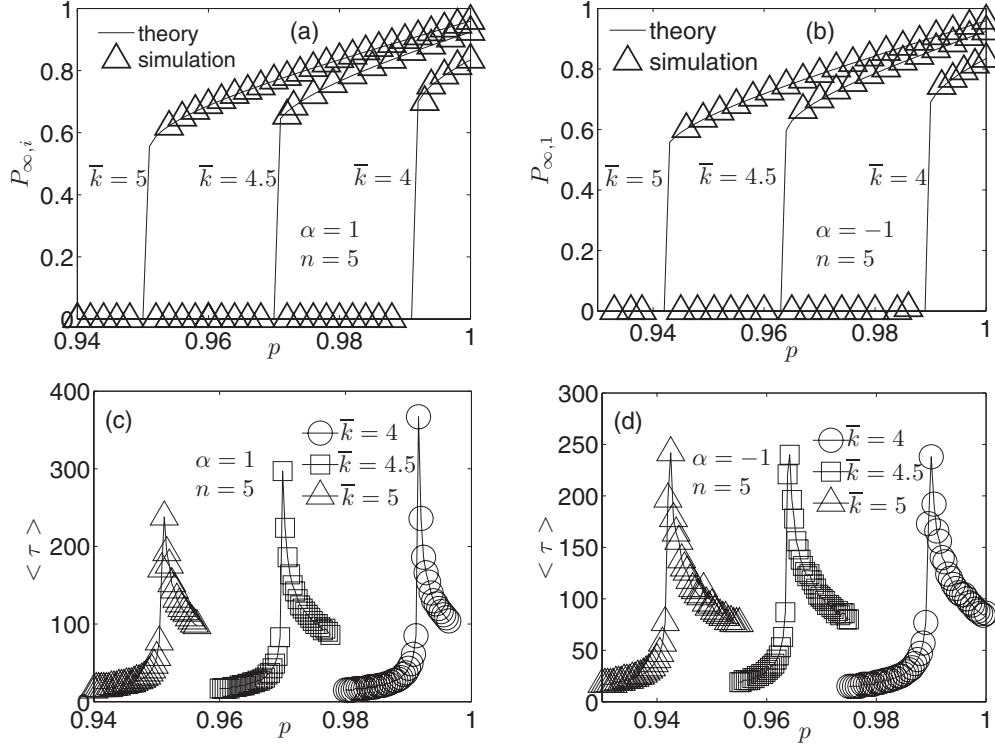 1
0.8
0.6
0.4
0.2
0
P∞,i
theory
simulation
(a)
k̅ = 5
k̅ = 4.5
k̅ = 4
α = 1
n = 5
0.94
0.96
0.98
1
p
1
0.8
0.6
0.4
0.2
0
P∞,1
theory
simulation
(b)
k̅ = 5
k̅ = 4.5
k̅ = 4
α = −1
n = 5
0.94
0.96
0.98
1
p
400
300
200
100
0
< τ >
(c)
α = 1
n = 5
k̅ = 4
k̅ = 4.5
k̅ = 5
0.94
0.96
0.98
1
p
300
250
200
150
100
50
0
< τ >
(d)
α = −1
n = 5
k̅ = 4
k̅ = 4.5
k̅ = 5
0.94
0.96
0.98
1
p